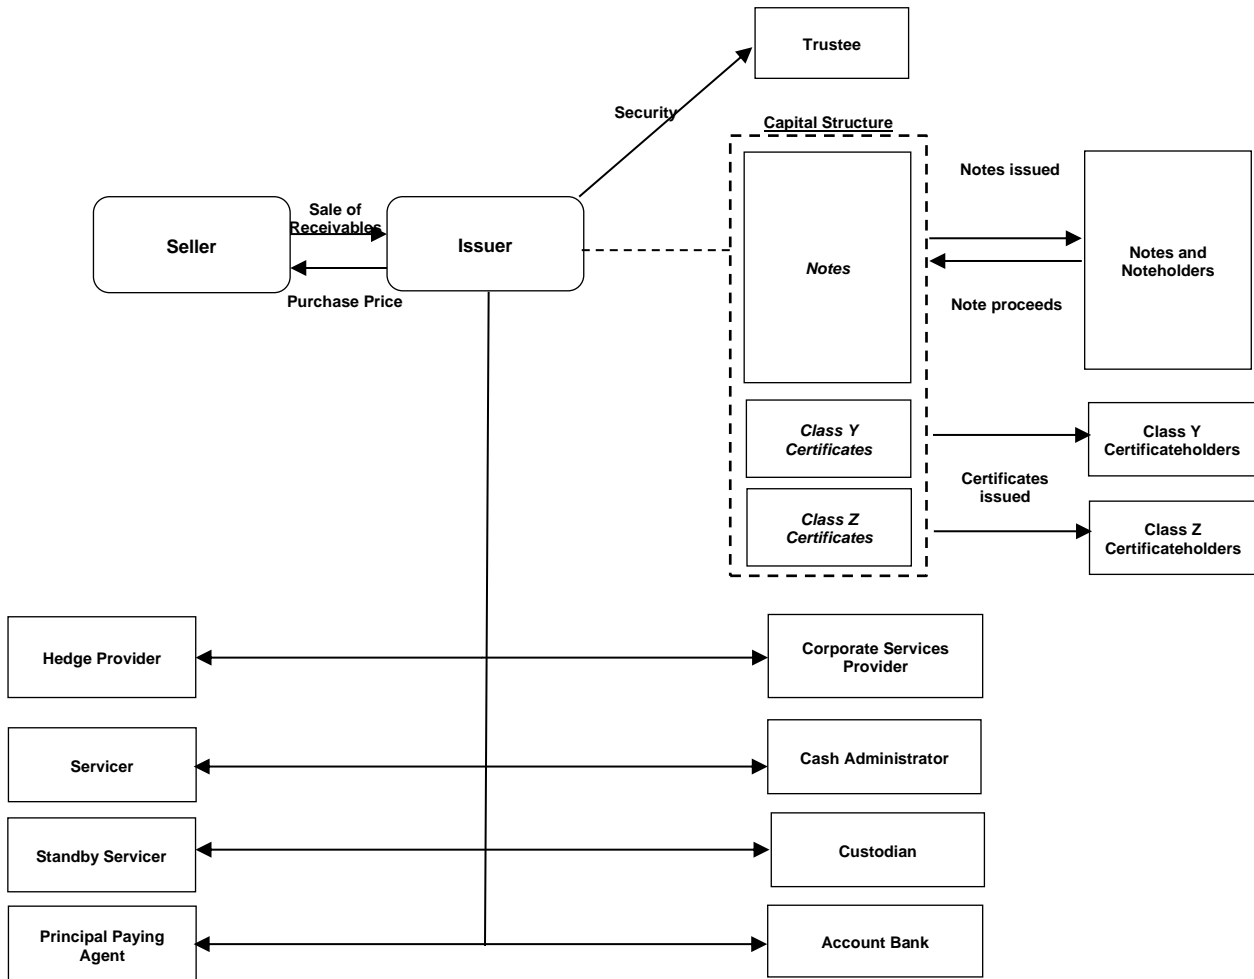 Trustee
Security
Capital Structure
Notes issued
Sale of
Receivables
Seller
Issuer
Notes
Notes and
Noteholders
Purchase Price
Note proceeds
Class Y
Certificates
Class Y
Certificateholders
Certificates
issued
Class Z
Certificates
Class Z
Certificateholders
Hedge Provider
Corporate Services
Provider
Servicer
Cash Administrator
Standby Servicer
Custodian
Principal Paying
Agent
Account Bank